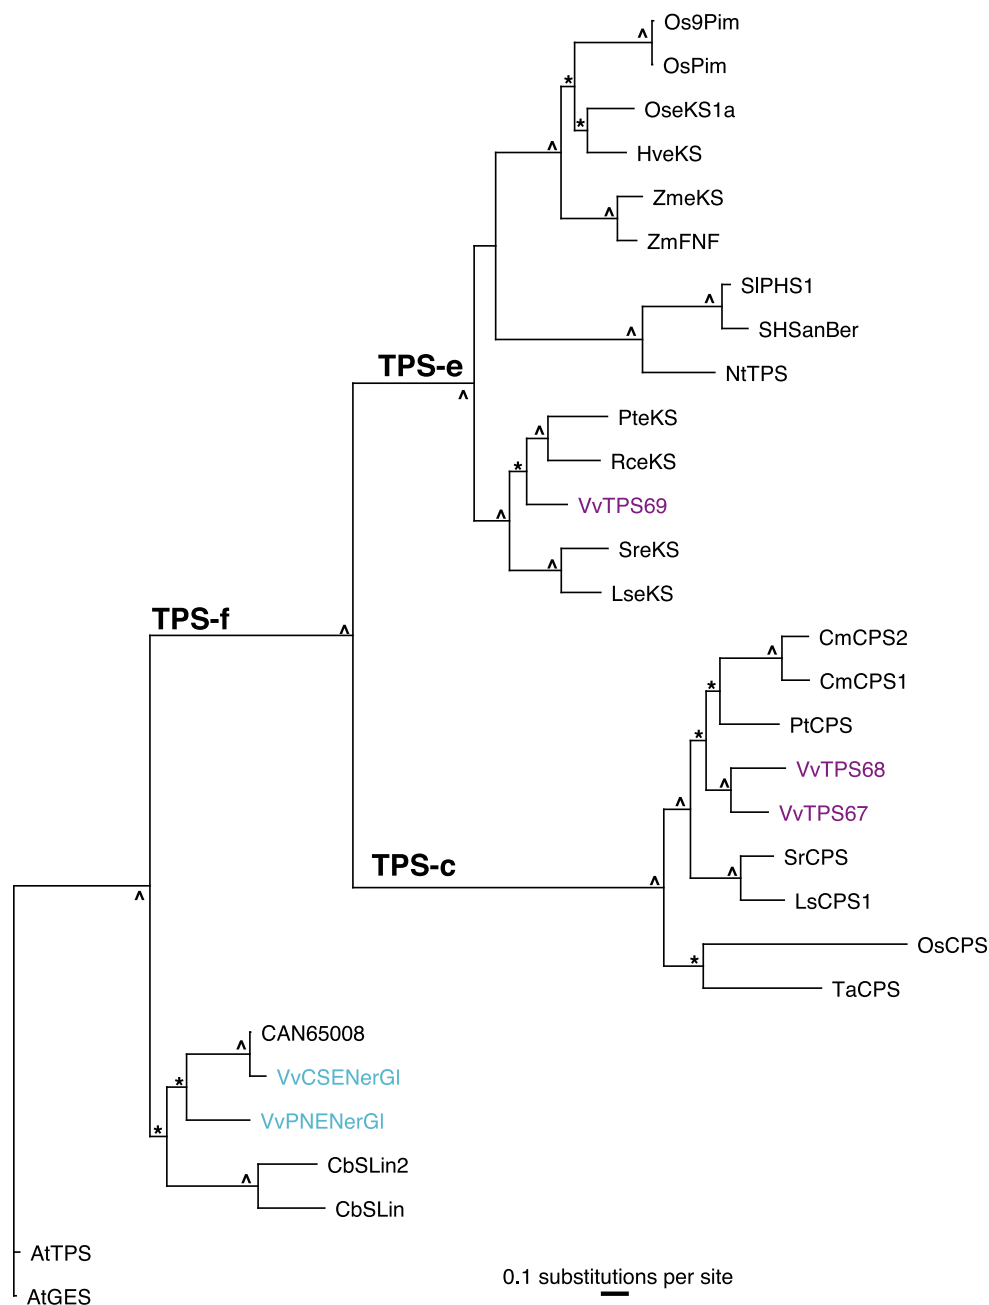 Os9Pim
^
OsPim
*
OseKS1a
*
^
HveKS
ZmeKS
^
ZmFNF
SlPHS1
^
SHSanBer
^
TPS-e
NtTPS
^
PteKS
^
RceKS
*
VvTPS69
^
SreKS
^
LseKS
TPS-f
^
CmCPS2
^
CmCPS1
*
PtCPS
*
VvTPS68
^
^
VvTPS67
SrCPS
TPS-c
^
^
LsCPS1
^
OsCPS
*
TaCPS
CAN65008
^
VvCSENerGl
*
VvPNENerGl
*
CbSLin2
^
CbSLin
AtTPS
0.1 substitutions per site
AtGES